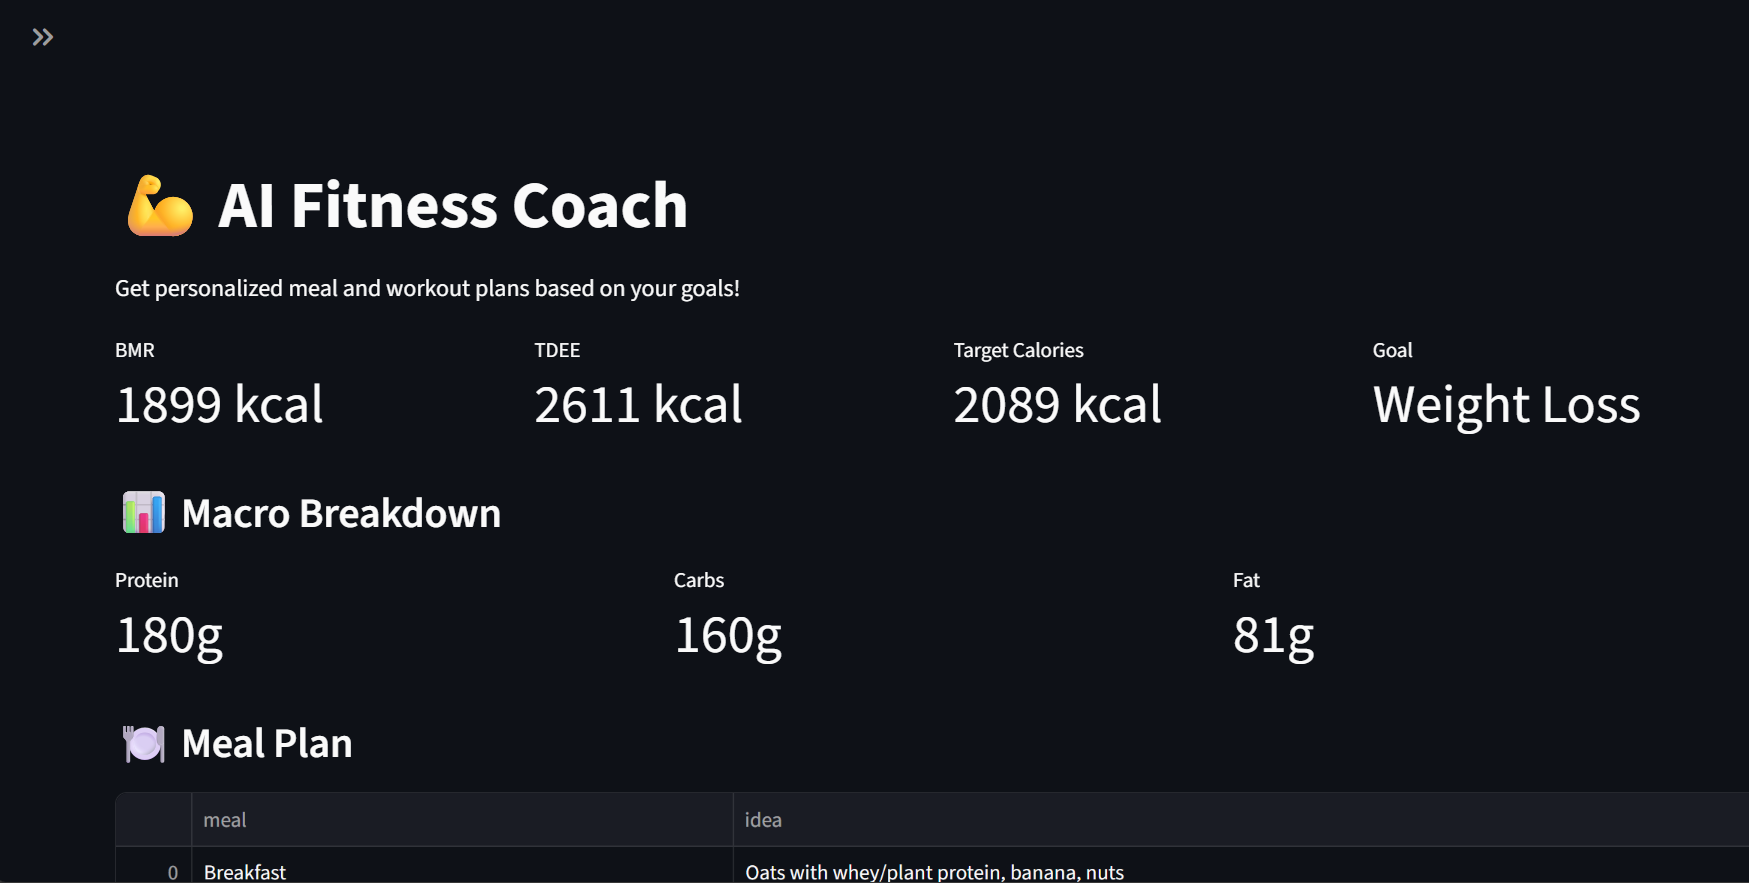 AI Fitness Coach
Get personalized meal and workout plans based on your goals!
BMR TDEE Target Calories Goal
1899 kcal 2611 kcal 2089 kcal Weight Loss
Macro Breakdown
Protein Carbs Fat
180g 160g 81g
Meal Plan
meal idea
0 Breakfast Oats with whey/plant protein, banana, nuts